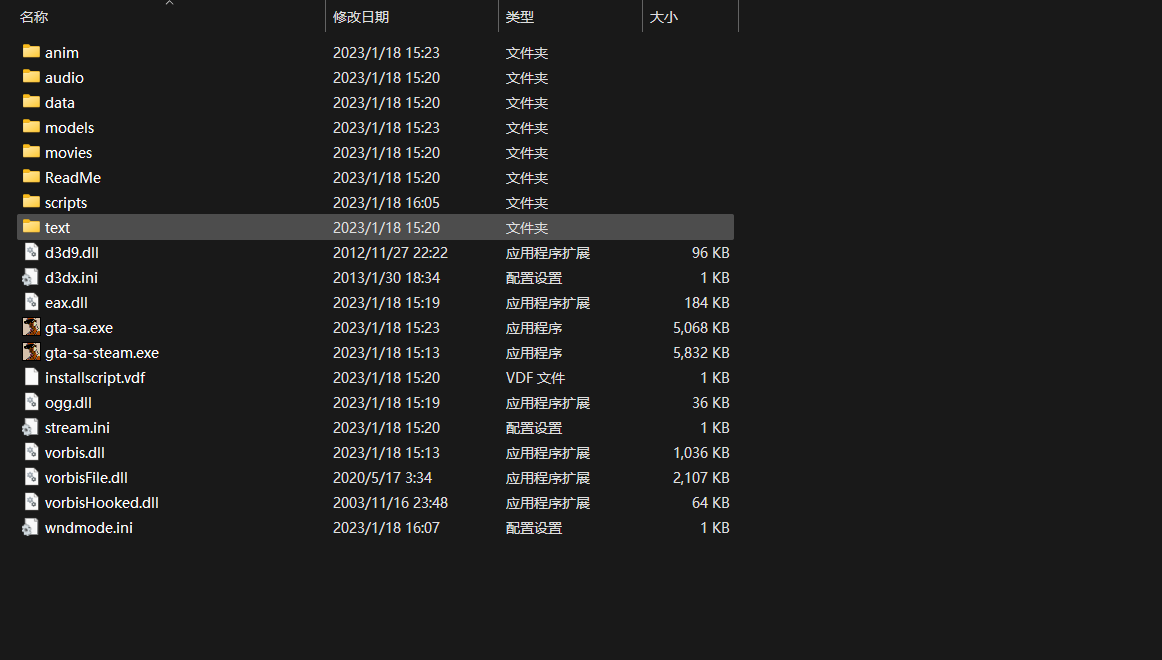 名称 修改日期 类型 大小
anim 2023/1/18 15:23 文件夹
audio 2023/1/18 15:20 文件夹
data 2023/1/18 15:20 文件夹
models 2023/1/18 15:23 文件夹
movies 2023/1/18 15:20 文件夹
ReadMe 2023/1/18 15:20 文件夹
scripts 2023/1/18 16:05 文件夹
text 2023/1/18 15:20 文件夹
d3d9.dll 2012/11/27 22:22 应用程序扩展 96 KB
d3dx.ini 2013/1/30 18:34 配置设置 1 KB
eax.dll 2023/1/18 15:19 应用程序扩展 184 KB
gta-sa.exe 2023/1/18 15:23 应用程序 5,068 KB
gta-sa-steam.exe 2023/1/18 15:13 应用程序 5,832 KB
installscript.vdf 2023/1/18 15:20 VDF 文件 1 KB
ogg.dll 2023/1/18 15:19 应用程序扩展 36 KB
stream.ini 2023/1/18 15:20 配置设置 1 KB
vorbis.dll 2023/1/18 15:13 应用程序扩展 1,036 KB
vorbisFile.dll 2020/5/17 3:34 应用程序扩展 2,107 KB
vorbisHooked.dll 2003/11/16 23:48 应用程序扩展 64 KB
wndmode.ini 2023/1/18 16:07 配置设置 1 KB